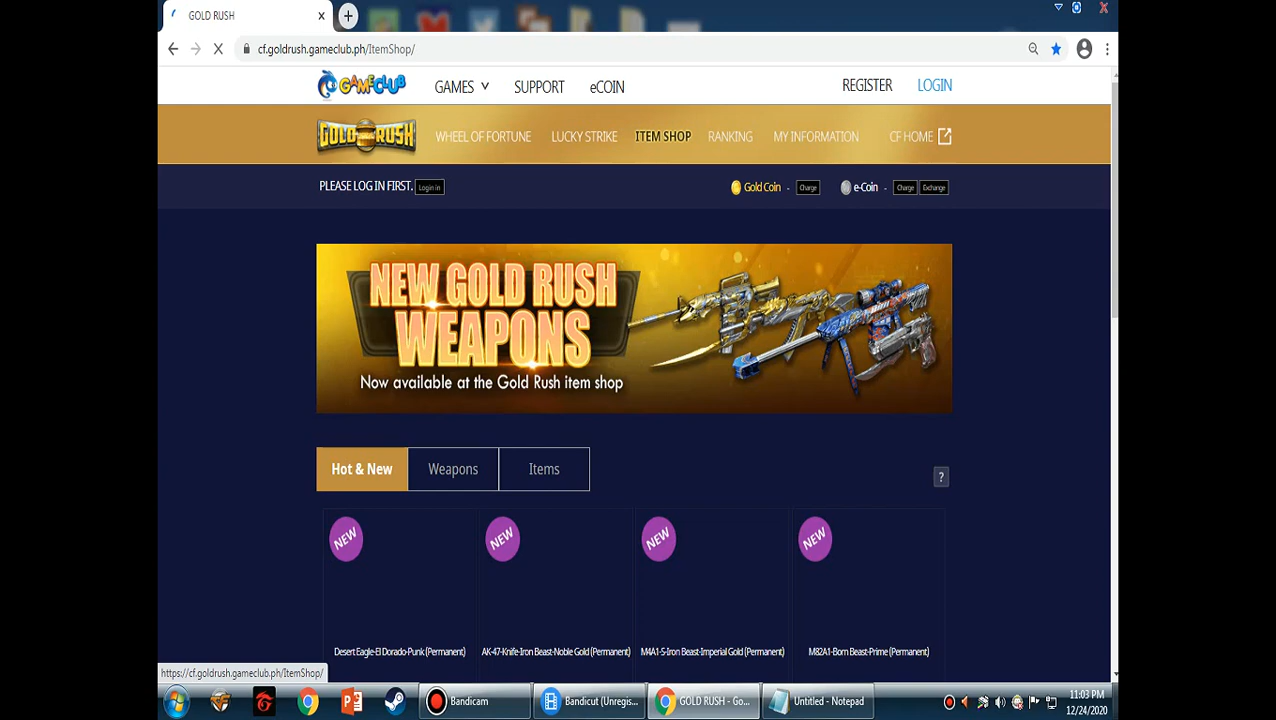 GOLD RUSH
cf.goldrush.gameclub.ph/ItemShop/
GAMECLUB GAMES SUPPORT eCOIN REGISTER LOGIN
GOLD RUSH WHEEL OF FORTUNE LUCKY STRIKE ITEM SHOP RANKING MY INFORMATION CF HOME
PLEASE LOG IN FIRST. Login in Gold Coin - Charge e-Coin - Charge Exchange
NEW GOLD RUSH
WEAPONS
Now available at the Gold Rush item shop
Hot & New Weapons Items ?
NEW NEW NEW NEW
Desert Eagle-El Dorado-Punk (Permanent) AK-47-Knife-Iron Beast-Noble Gold (Permanent) M4A1-S-Iron Beast-Imperial Gold (Permanent) M82A1-Born Beast-Prime (Permanent)
https://cf.goldrush.gameclub.ph/ItemShop/
Bandicam Bandicut (Unregis... GOLD RUSH - Go... Untitled - Notepad 11:03 PM
12/24/2020